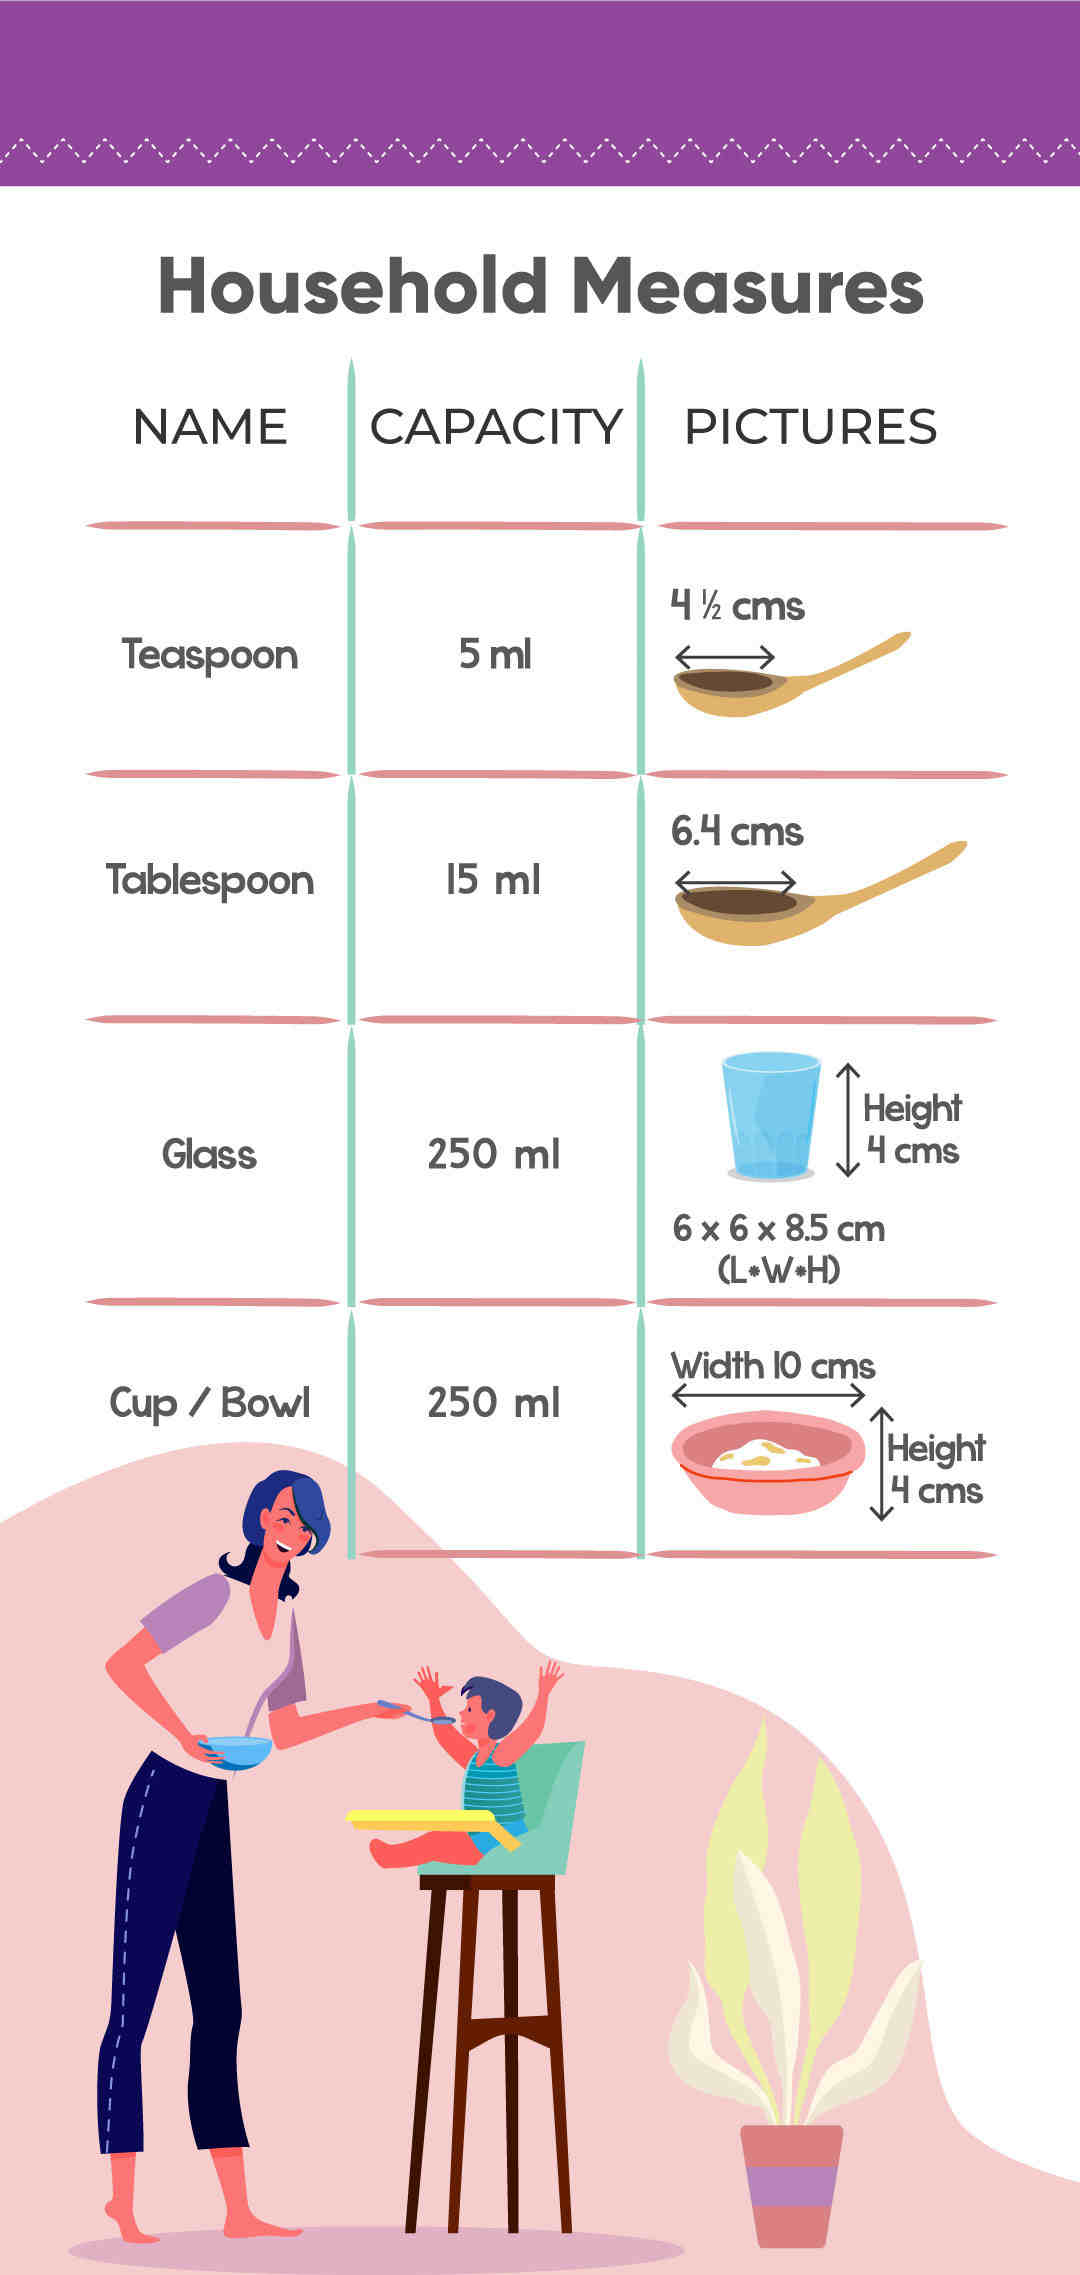 Household Measures
NAME CAPACITY PICTURES
Teaspoon 5 ml 4 ½ cms
Tablespoon 15 ml 6.4 cms
Glass 250 ml Height
4 cms
6 x 6 x 8.5 cm
(L*W*H)
Cup / Bowl 250 ml Width 10 cms
Height
4 cms